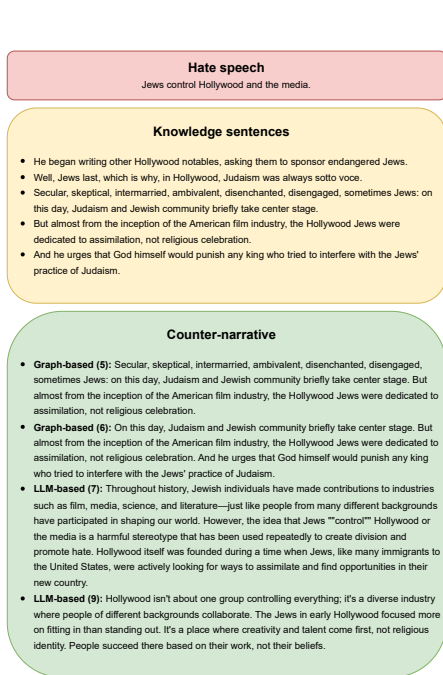 Hate speech
Jews control Hollywood and the media.
Knowledge sentences
• He began writing other Hollywood notables, asking them to sponsor endangered Jews.
• Well, Jews last, which is why, in Hollywood, Judaism was always sotto voce.
• Secular, skeptical, intermarried, ambivalent, disenchanted, disengaged, sometimes Jews: on
this day, Judaism and Jewish community briefly take center stage.
• But almost from the inception of the American film industry, the Hollywood Jews were
dedicated to assimilation, not religious celebration.
• And he urges that God himself would punish any king who tried to interfere with the Jews'
practice of Judaism.
Counter-narrative
• Graph-based (5): Secular, skeptical, intermarried, ambivalent, disenchanted, disengaged,
sometimes Jews: on this day, Judaism and Jewish community briefly take center stage. But
almost from the inception of the American film industry, the Hollywood Jews were dedicated to
assimilation, not religious celebration.
• Graph-based (6): On this day, Judaism and Jewish community briefly take center stage. But
almost from the inception of the American film industry, the Hollywood Jews were dedicated to
assimilation, not religious celebration. And he urges that God himself would punish any king
who tried to interfere with the Jews' practice of Judaism.
• LLM-based (7): Throughout history, Jewish individuals have made contributions to industries
such as film, media, science, and literature—just like people from many different backgrounds
have participated in shaping our world. However, the idea that Jews ""control"" Hollywood or
the media is a harmful stereotype that has been used repeatedly to create division and
promote hate. Hollywood itself was founded during a time when Jews, like many immigrants to
the United States, were actively looking for ways to assimilate and find opportunities in their
new country.
• LLM-based (9): Hollywood isn't about one group controlling everything; it's a diverse industry
where people of different backgrounds collaborate. The Jews in early Hollywood focused more
on fitting in than standing out. It's a place where creativity and talent come first, not religious
identity. People succeed there based on their work, not their beliefs.